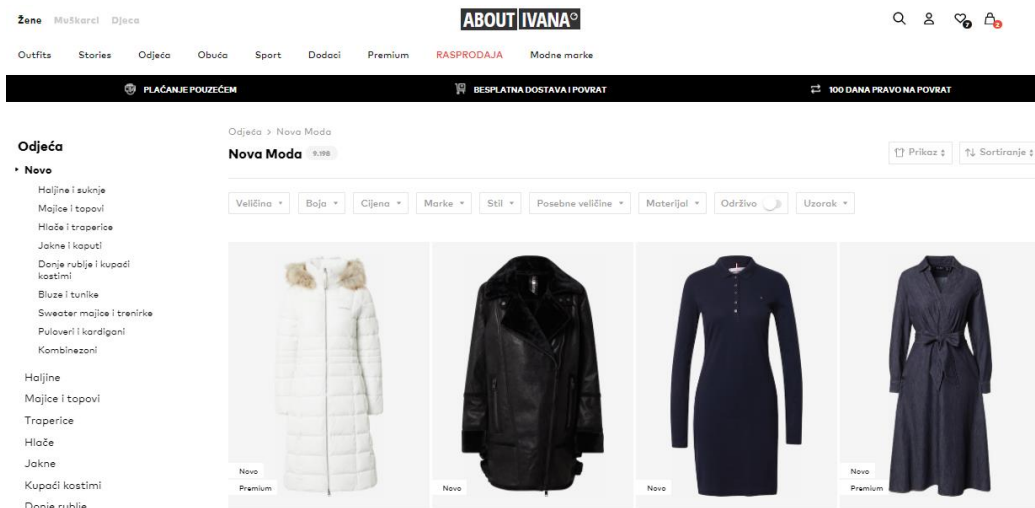 Žene Muškarci Djeca
ABOUT IVANA°
7
2
Outfits Stories Odjeća Obuća Sport Dodaci Premium RASPRODAJA Modne marke
PLAĆANJE POUZEĆEM BESPLATNA DOSTAVA I POVRAT 100 DANA PRAVO NA POVRAT
Odjeća > Nova Moda
Odjeća
Nova Moda 9.198
Prikaz Sortiranje
Novo
Haljine i suknje
Majice i topovi
Hlače i traperice
Jakne i kaputi
Donje rublje i kupaći
kostimi
Bluze i tunike
Sweater majice i trenirke
Puloveri i kardigani
Kombinezoni
Haljine
Majice i topovi
Traperice
Hlače
Jakne
Kupaći kostimi
Donje rublje
Veličina Boja Cijena Marke Stil Posebne veličine Materijal Održivo Uzorak
Novo
Premium
Novo
Novo
Novo
Premium